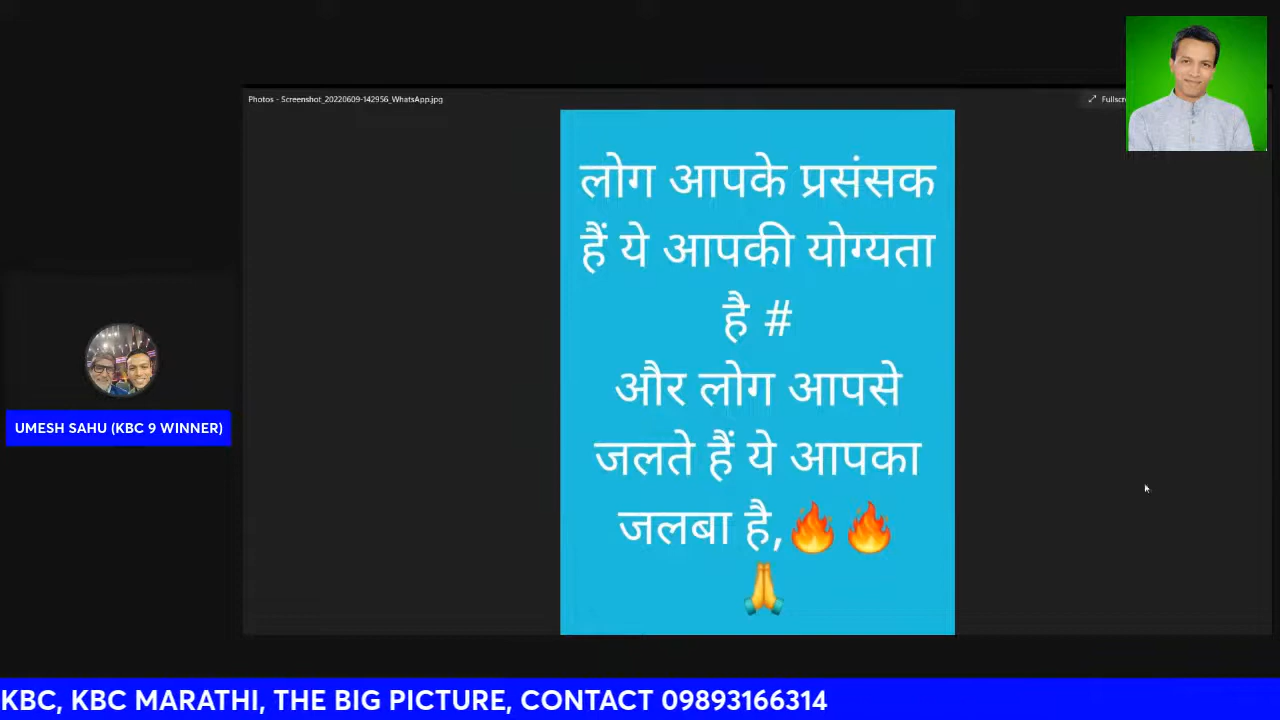 Photos - Screenshot_20220609-142956_WhatsApp.jpg
लोग आपके प्रसंसक
हैं ये आपकी योग्यता
है #
और लोग आपसे
जलते हैं ये आपका
जलबा है,🔥🔥
🙏
UMESH SAHU (KBC 9 WINNER)
KBC, KBC MARATHI, THE BIG PICTURE, CONTACT 09893166314